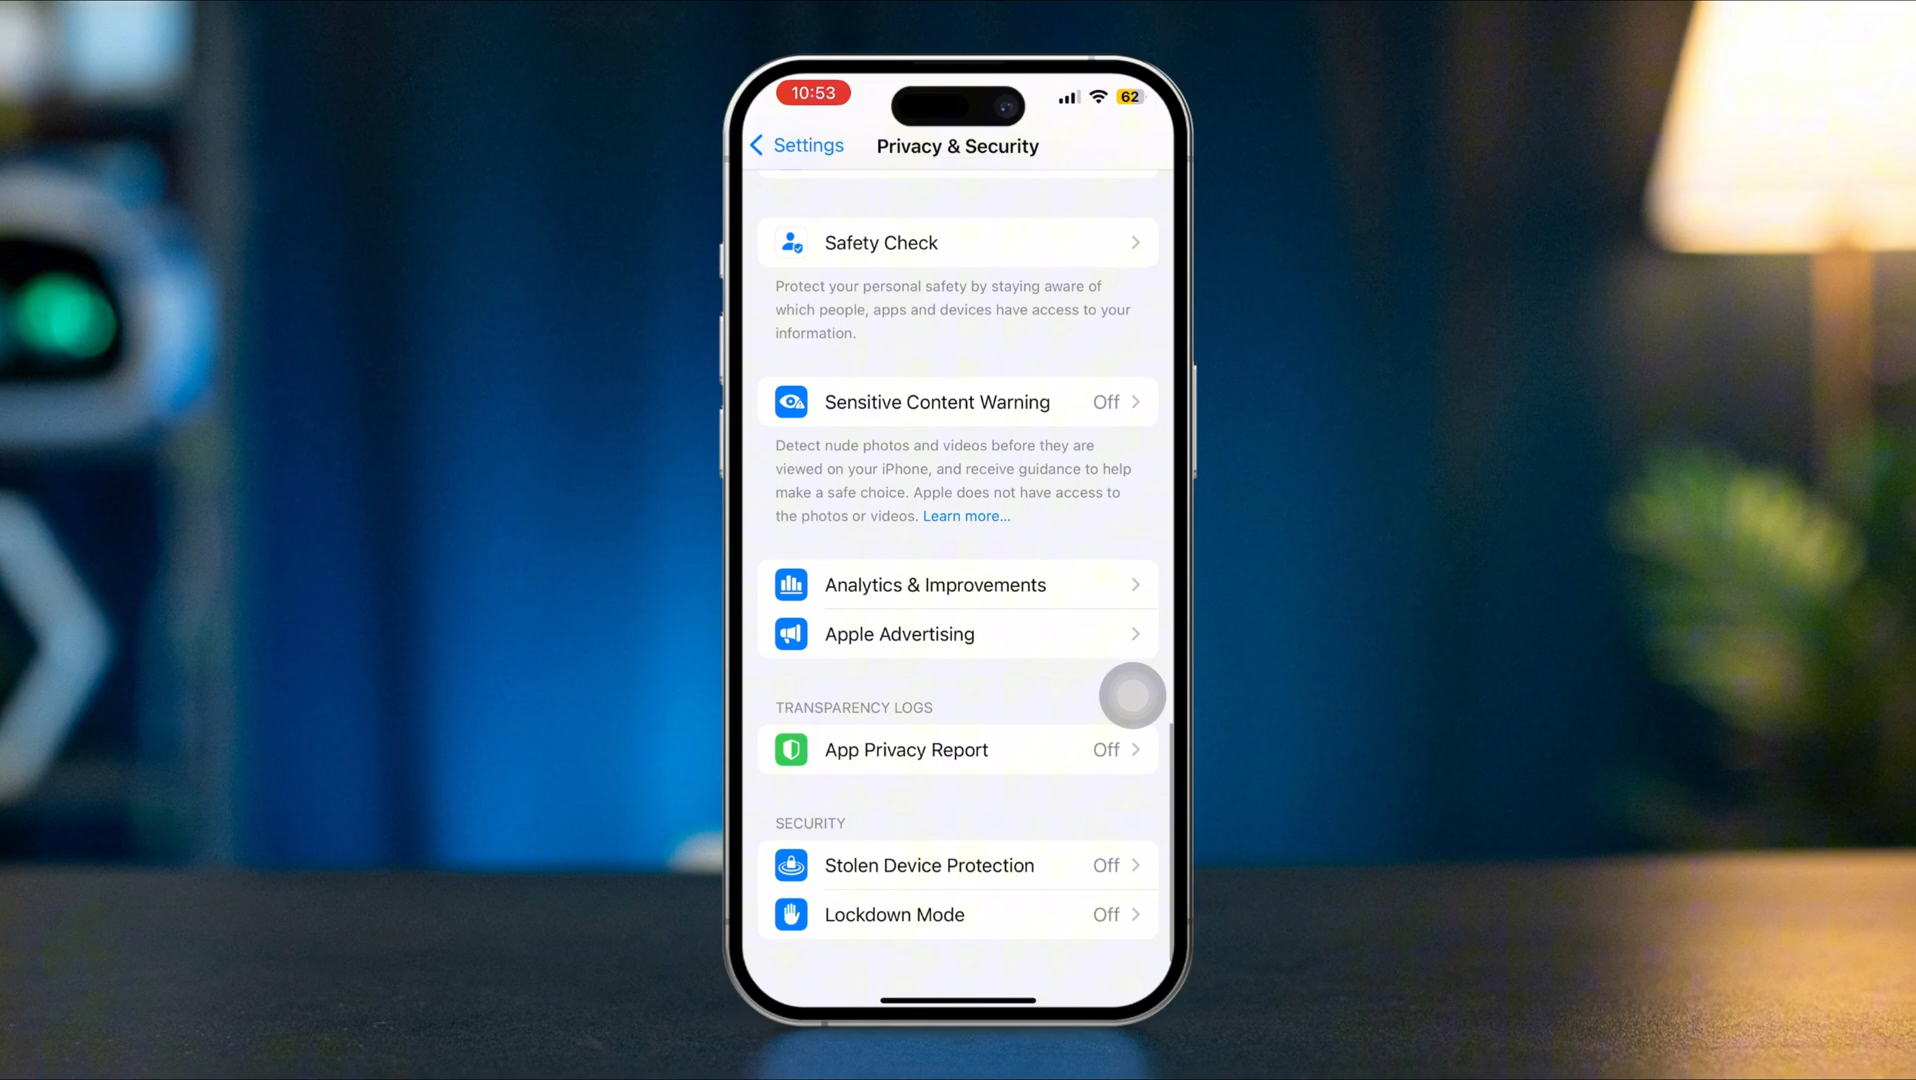 10:53
62
Settings
Privacy & Security
Safety Check
Protect your personal safety by staying aware of
which people, apps and devices have access to your
information.
Sensitive Content Warning Off
Detect nude photos and videos before they are
viewed on your iPhone, and receive guidance to help
make a safe choice. Apple does not have access to
the photos or videos. Learn more...
Analytics & Improvements
Apple Advertising
TRANSPARENCY LOGS
App Privacy Report Off
SECURITY
Stolen Device Protection Off
Lockdown Mode Off